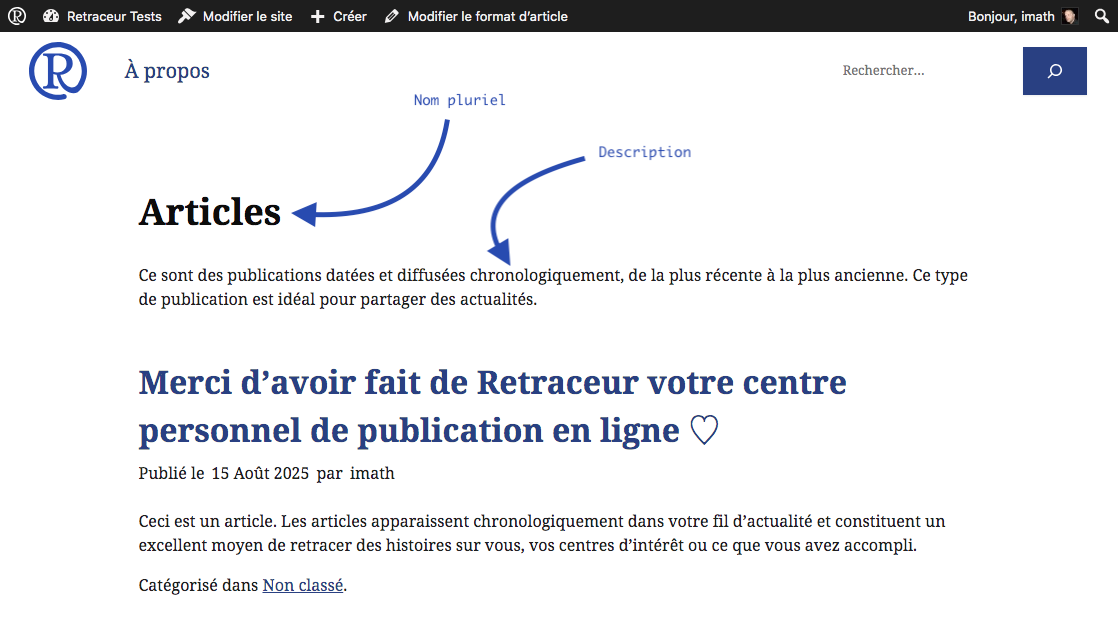 Retraceur Tests Modifier le site Créer Modifier le format d’article Bonjour, imath
R À propos Rechercher…
Nom pluriel
Description
Articles
Ce sont des publications datées et diffusées chronologiquement, de la plus récente à la plus ancienne. Ce type
de publication est idéal pour partager des actualités.
Merci d’avoir fait de Retraceur votre centre
personnel de publication en ligne ♡
Publié le 15 Août 2025 par imath
Ceci est un article. Les articles apparaissent chronologiquement dans votre fil d’actualité et constituent un
excellent moyen de retracer des histoires sur vous, vos centres d’intérêt ou ce que vous avez accompli.
Catégorisé dans Non classé.